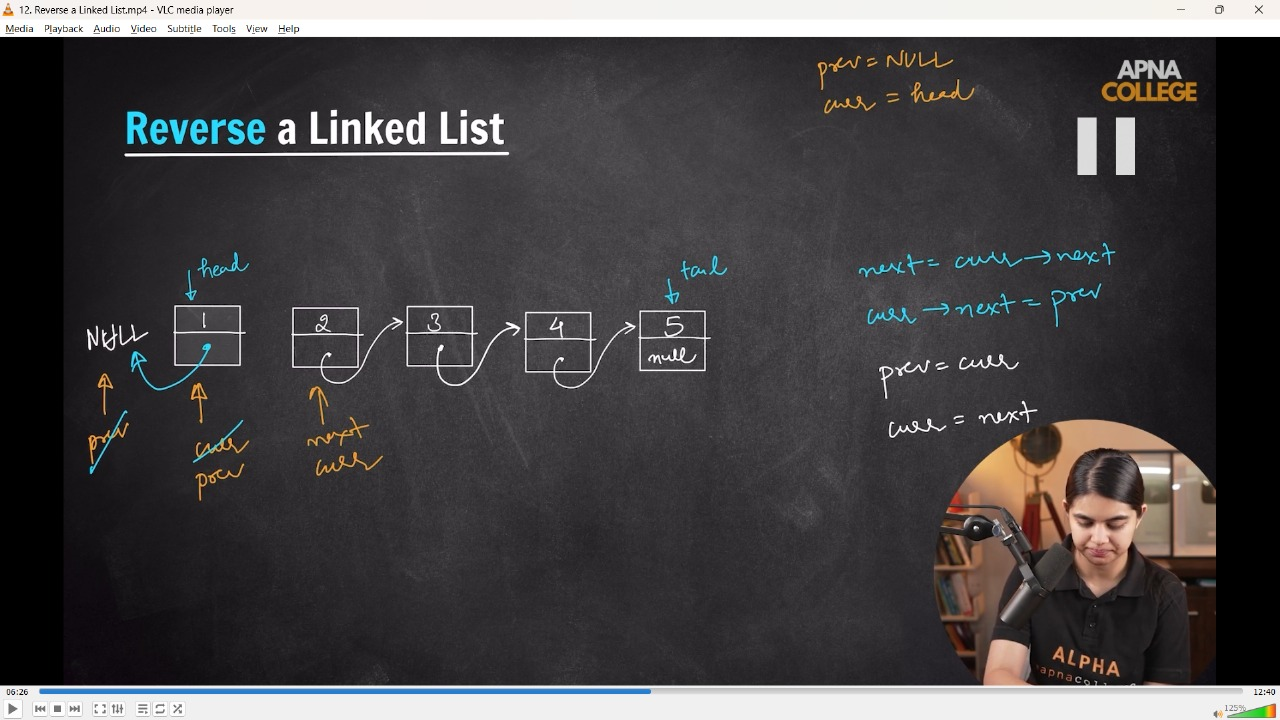 12. Reverse a Linked List.mp4 - VLC media player
Media Playback Audio Video Subtitle Tools View Help
prev = NULL
curr = head
APNA
COLLEGE
Reverse a Linked List
head
tail
next = curr → next
curr → next = prev
prev = curr
curr = next
NULL
1
2
3
4
5
null
prev
curr
prev
next
curr
ALPHA
06:26
12:40
125%